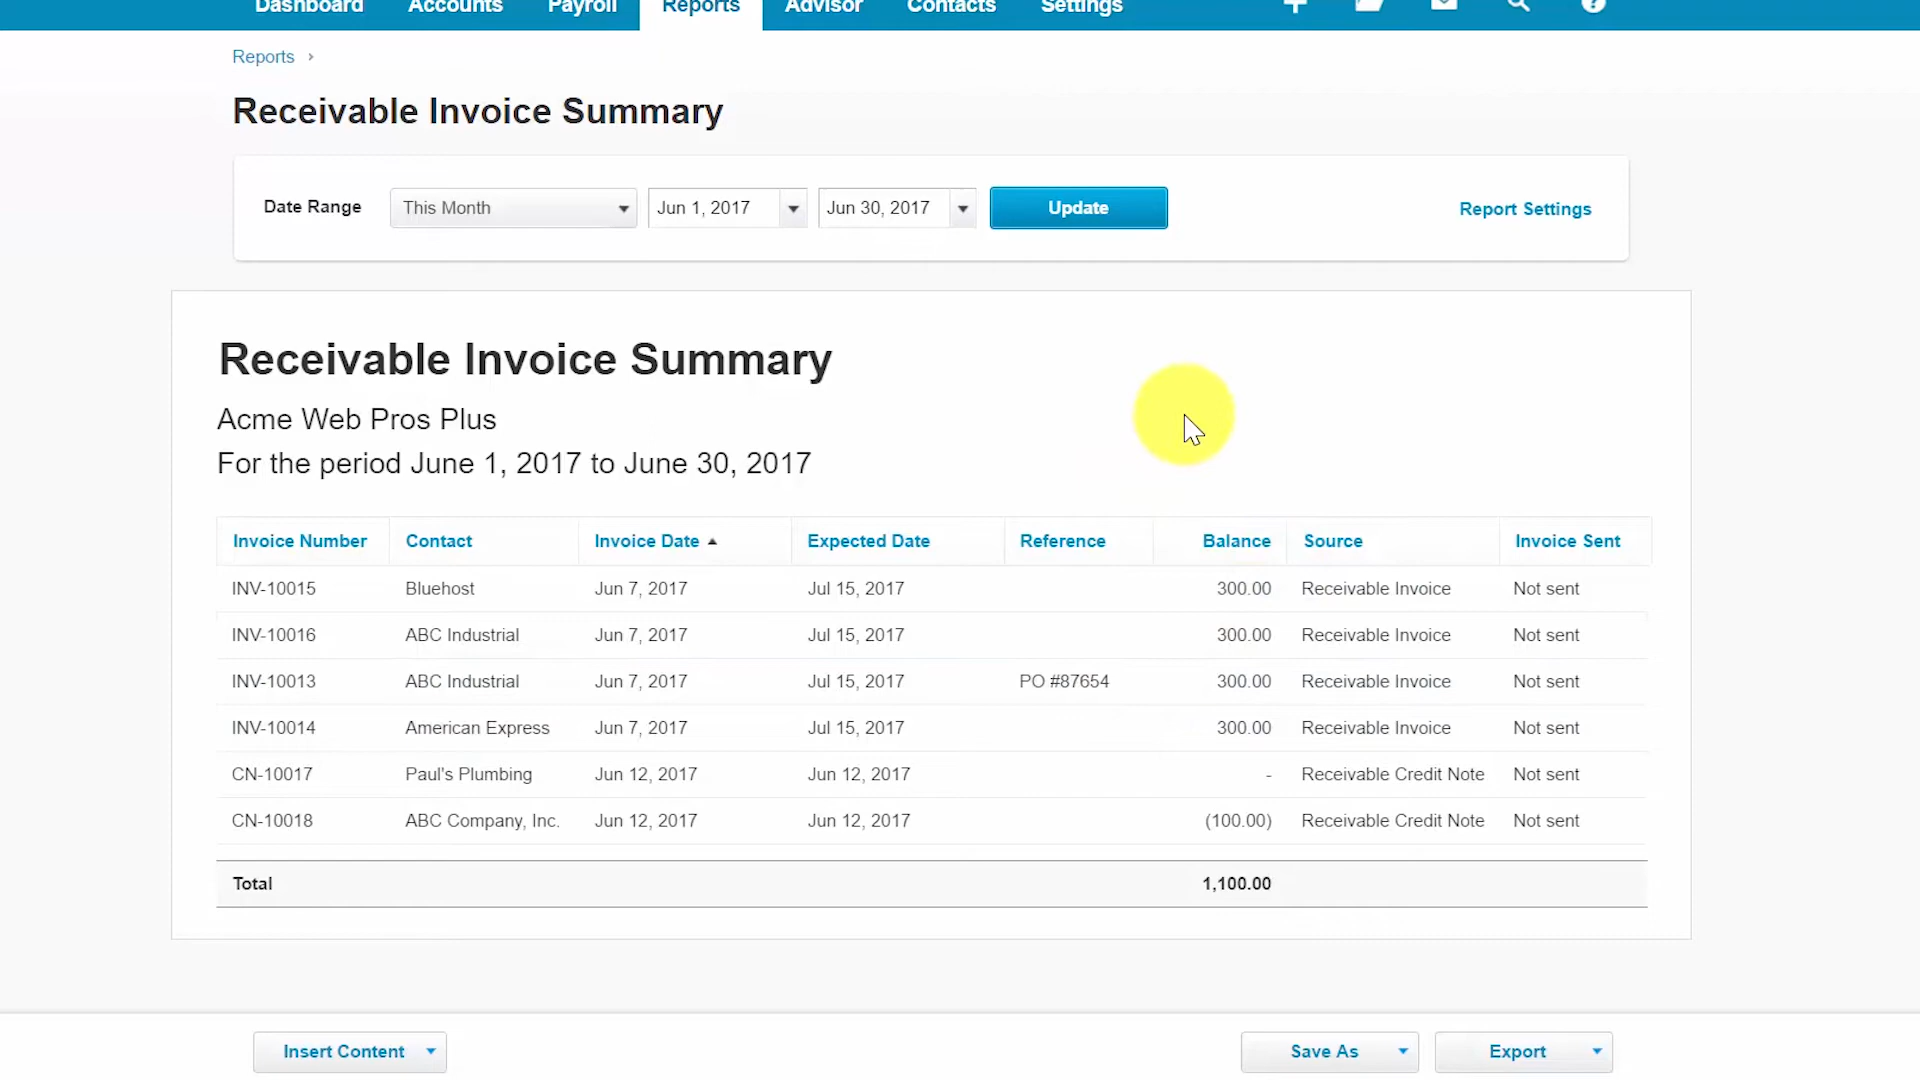 Dashboard Accounts Payroll Reports Advisor Contacts Settings
Reports ›
Receivable Invoice Summary
Date Range This Month Jun 1, 2017 Jun 30, 2017 Update Report Settings
Receivable Invoice Summary
Acme Web Pros Plus
For the period June 1, 2017 to June 30, 2017
Invoice Number Contact Invoice Date Expected Date Reference Balance Source Invoice Sent
INV-10015 Bluehost Jun 7, 2017 Jul 15, 2017 300.00 Receivable Invoice Not sent
INV-10016 ABC Industrial Jun 7, 2017 Jul 15, 2017 300.00 Receivable Invoice Not sent
INV-10013 ABC Industrial Jun 7, 2017 Jul 15, 2017 PO #87654 300.00 Receivable Invoice Not sent
INV-10014 American Express Jun 7, 2017 Jul 15, 2017 300.00 Receivable Invoice Not sent
CN-10017 Paul's Plumbing Jun 12, 2017 Jun 12, 2017 - Receivable Credit Note Not sent
CN-10018 ABC Company, Inc. Jun 12, 2017 Jun 12, 2017 (100.00) Receivable Credit Note Not sent
Total 1,100.00
Insert Content Save As Export